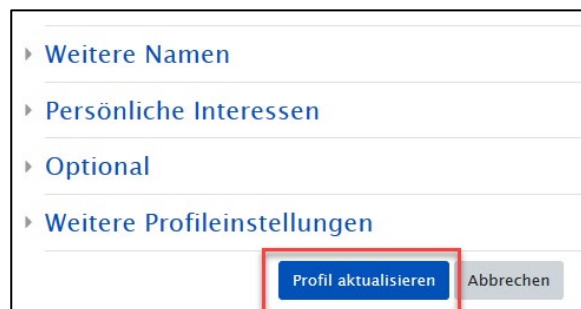 Weitere Namen
Persönliche Interessen
Optional
Weitere Profileinstellungen
Profil aktualisieren Abbrechen